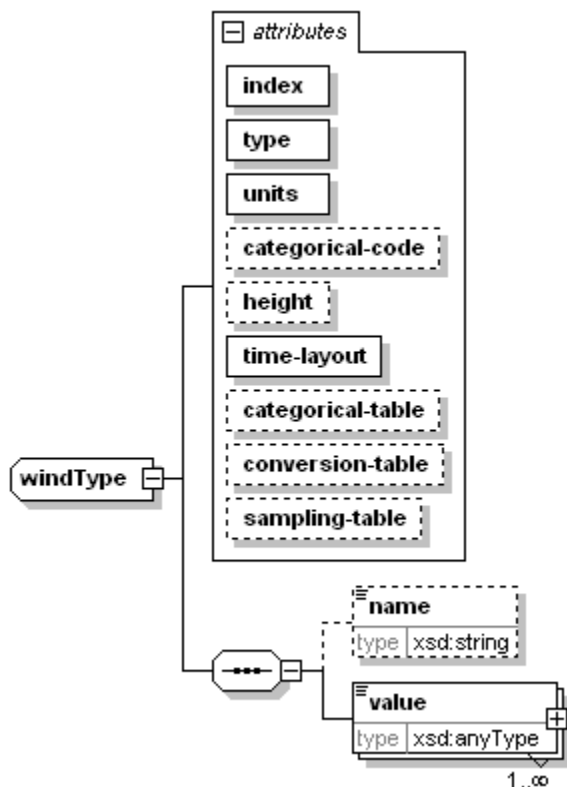 attributes
index
type
units
categorical-code
height
time-layout
categorical-table
conversion-table
sampling-table
windType
name
type xsd:string
value
type xsd:anyType
1..∞